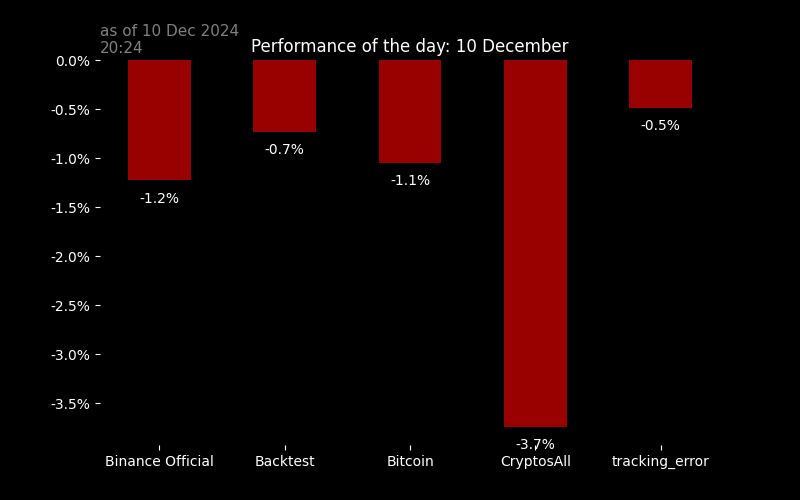 as of 10 Dec 2024
20:24
Performance of the day: 10 December
0.0%
-0.5%
-1.0%
-1.5%
-2.0%
-2.5%
-3.0%
-3.5%
-1.2%
-0.7%
-1.1%
-3.7%
-0.5%
Binance Official
Backtest
Bitcoin
CryptosAll
tracking_error